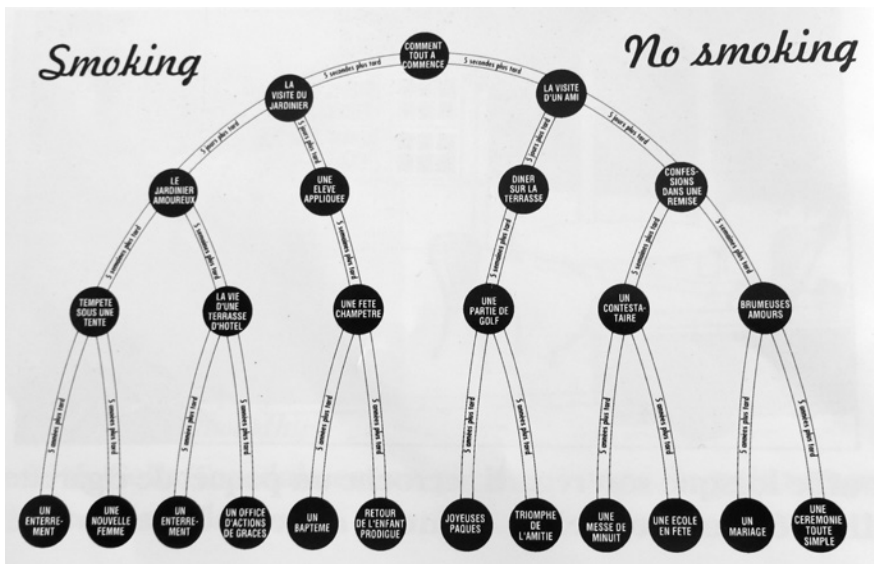 Smoking
No smoking
COMMENT
TOUT A
COMMENCE
5 secondes plus tard
5 secondes plus tard
LA
VISITE DU
JARDINIER
LA VISITE
D'UN AMI
5 jours plus tard
5 jours plus tard
5 jours plus tard
5 jours plus tard
LE
JARDINIER
AMOUREUX
UNE
ELEVE
APPLIQUEE
DINER
SUR LA
TERRASSE
CONFES-
SIONS
DANS UNE
REMISE
5 semaines plus tard
5 semaines plus tard
5 semaines plus tard
5 semaines plus tard
5 semaines plus tard
5 semaines plus tard
TEMPETE
SOUS UNE
TENTE
LA VIE
D'UNE
TERRASSE
D'HOTEL
UNE FETE
CHAMPETRE
UNE
PARTIE DE
GOLF
UN
CONTESTA-
TAIRE
BRUMEUSES
AMOURS
5 années plus tard
5 années plus tard
5 années plus tard
5 années plus tard
5 années plus tard
5 années plus tard
5 années plus tard
5 années plus tard
5 années plus tard
5 années plus tard
5 années plus tard
5 années plus tard
UN
ENTERRE-
MENT
UNE
NOUVELLE
FEMME
UN
ENTERRE-
MENT
UN OFFICE
D'ACTIONS
DE GRACES
UN
BAPTEME
RETOUR
DE L'ENFANT
PRODIGUE
JOYEUSES
PAQUES
TRIOMPHE
DE
L'AMITIE
UNE
MESSE DE
MINUIT
UNE ECOLE
EN FETE
UN
MARIAGE
UNE
CEREMONIE
TOUTE
SIMPLE